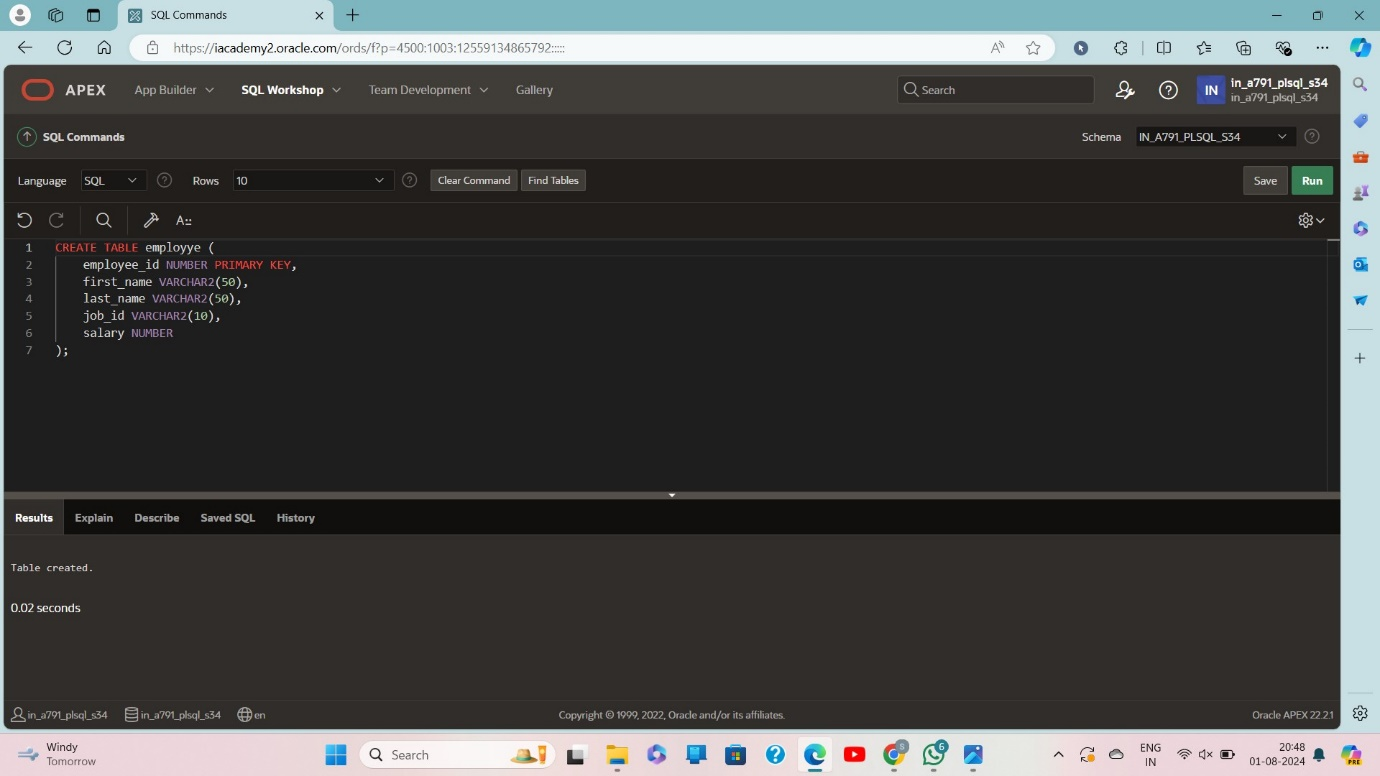 SQL Commands
https://iacademy2.oracle.com/ords/f?p=4500:1003:12559134865792:::::
APEX App Builder SQL Workshop Team Development Gallery Search IN in_a791_plsql_s34
in_a791_plsql_s34
SQL Commands Schema IN_A791_PLSQL_S34
Language SQL Rows 10 Clear Command Find Tables Save Run
A::
1 CREATE TABLE employye (
2 employee_id NUMBER PRIMARY KEY,
3 first_name VARCHAR2(50),
4 last_name VARCHAR2(50),
5 job_id VARCHAR2(10),
6 salary NUMBER
7 );
Results Explain Describe Saved SQL History
Table created.
0.02 seconds
in_a791_plsql_s34 in_a791_plsql_s34 en Copyright © 1999, 2022, Oracle and/or its affiliates. Oracle APEX 22.2.1
Windy
Tomorrow
Search
S
6
ENG
IN
20:48
01-08-2024
PRE